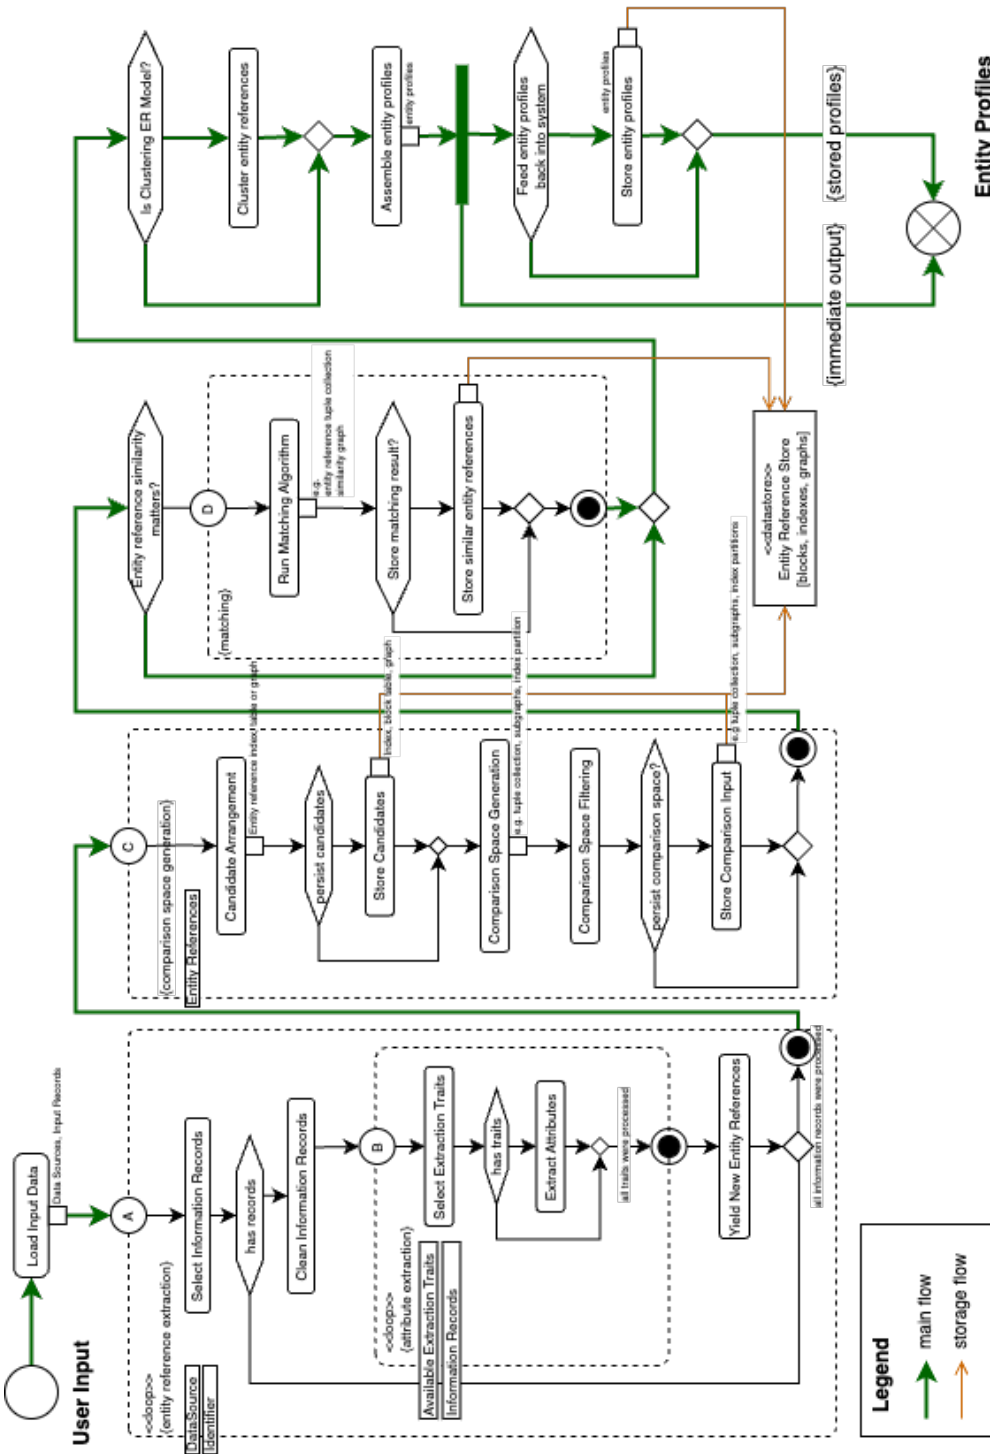 User Input
Load Input Data
Data Sources, Input Records
<<loop>>
{entity reference extraction}
DataSource
Identifier
A
Select Information Records
has records
Clean Information Records
<<loop>>
{attribute extraction}
Available Extraction Traits
Information Records
B
Select Extraction Traits
has traits
Extract Attributes
all traits were processed
Yield New Entity References
all information records were processed
C
{comparison space generation}
Entity References
Candidate Arrangement
Entity reference index, table or graph
persist candidates
Store Candidates
Index, block table, graph
Comparison Space Generation
e.g. tuple collection, subgraphs, index partition
Comparison Space Filtering
persist comparison space?
Store Comparison Input
e.g tuple collection, subgraphs, index partitions
Entity reference similarity
matters?
{matching}
D
Run Matching Algorithm
e.g.
entity reference tuple collection
similarity graph
Store matching result?
Store similar entity references
<<datastore>>
Entity Reference Store
[blocks, indexes, graphs]
Is Clustering ER Model?
Cluster entity references
Assemble entity profiles
entity profiles
Feed entity profiles
back into system
entity profiles
Store entity profiles
{immediate output}
{stored profiles}
Entity Profiles
Legend
main flow
storage flow